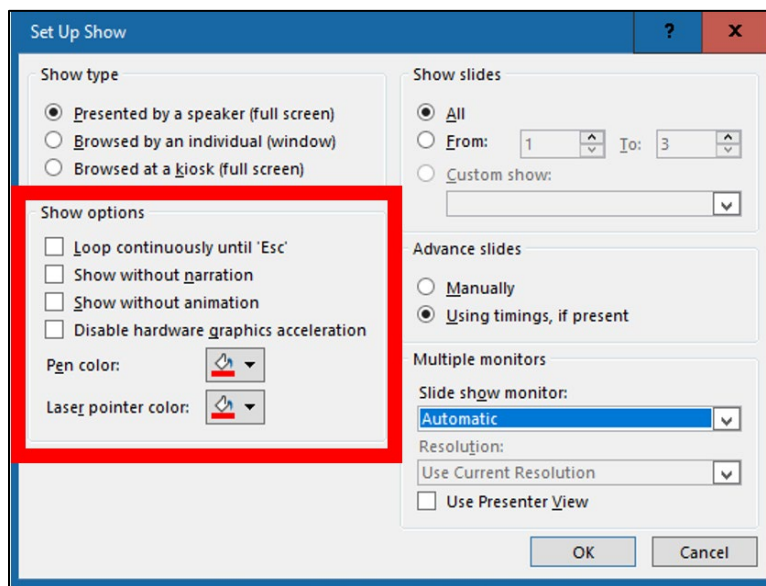 Set Up Show
? x
Show type
Presented by a speaker (full screen)
Browsed by an individual (window)
Browsed at a kiosk (full screen)
Show options
Loop continuously until 'Esc'
Show without narration
Show without animation
Disable hardware graphics acceleration
Pen color:
Laser pointer color:
Show slides
All
From: 1 To: 3
Custom show:
Advance slides
Manually
Using timings, if present
Multiple monitors
Slide show monitor:
Automatic
Resolution:
Use Current Resolution
Use Presenter View
OK Cancel